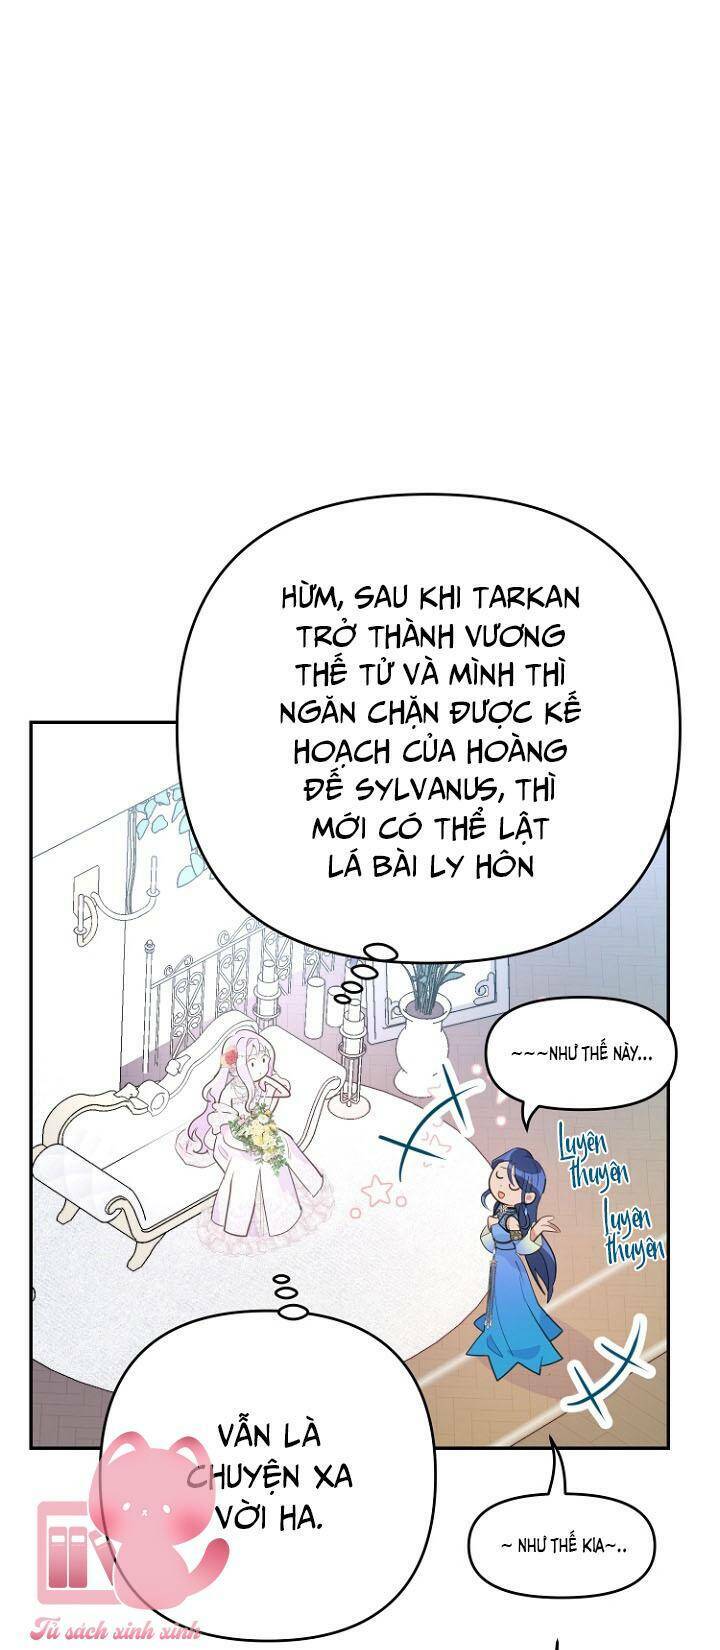 HỪM, SAU KHI TARKAN
TRỞ THÀNH VƯƠNG
THẾ TỬ VÀ MÌNH THÌ
NGĂN CHẶN ĐƯỢC KẾ
HOẠCH CỦA HOÀNG
ĐẾ SYLVANUS, THÌ
MỚI CÓ THỂ LẬT
LÁ BÀI LY HÔN
~~~NHƯ THẾ NÀY...
Luyên
thuyên
Luyên
thuyên
VẪN LÀ
CHUYỆN XA
VỜI HA.
~ NHƯ THẾ KIA~..
Tủ sách xinh xinh